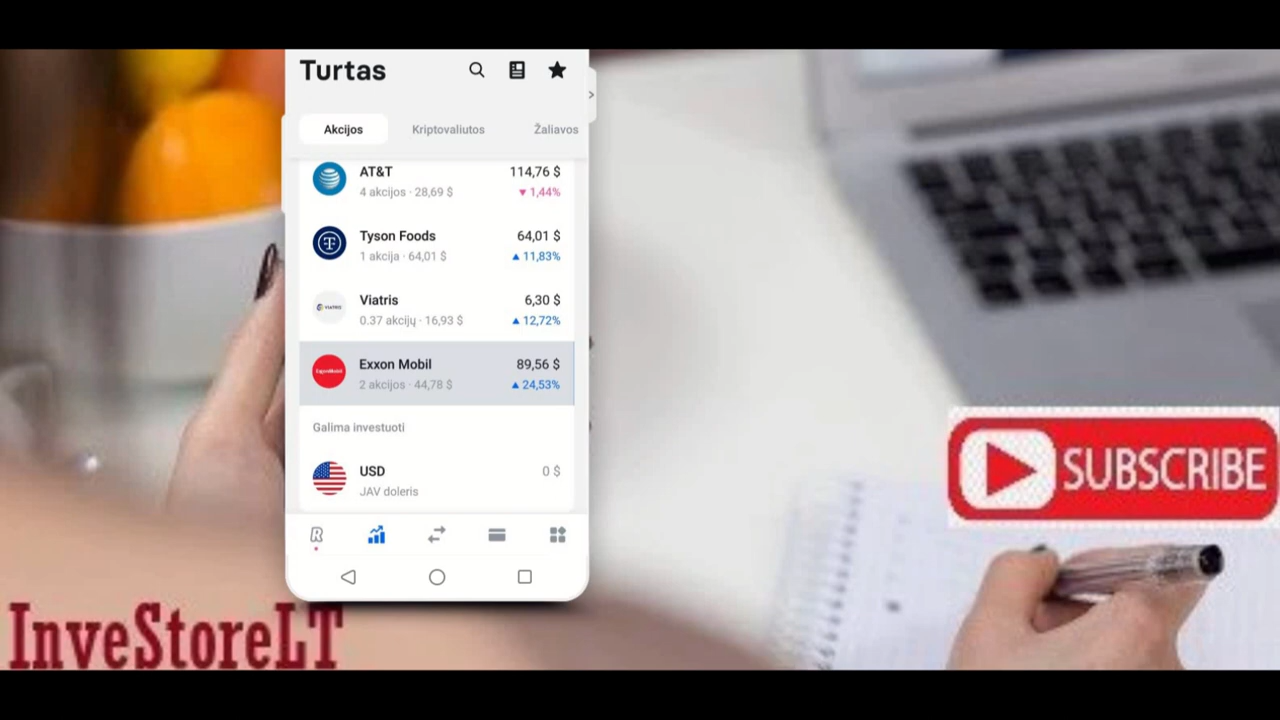 Turtas
Akcijos Kriptovaliutos Žaliavos
AT&T 114,76 $
4 akcijos · 28,69 $ ▼ 1,44%
Tyson Foods 64,01 $
1 akcija · 64,01 $ ▲ 11,83%
VIATRIS
Viatris 6,30 $
0.37 akcijų · 16,93 $ ▲ 12,72%
ExxonMobil
Exxon Mobil 89,56 $
2 akcijos · 44,78 $ ▲ 24,53%
Galima investuoti
USD 0 $
JAV doleris
SUBSCRIBE
InveStoreLT